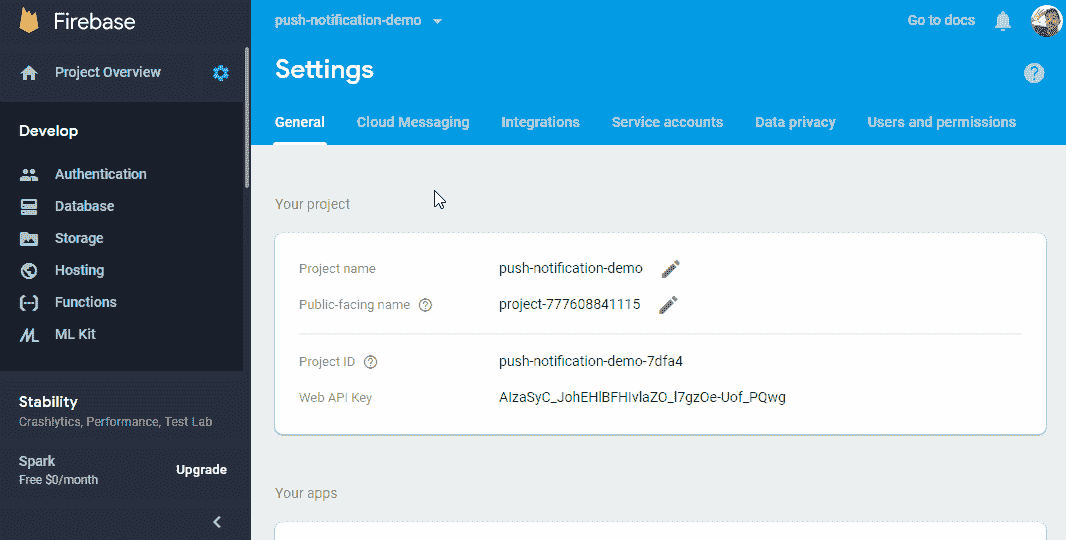 Firebase
Project Overview
Develop
Authentication
Database
Storage
Hosting
Functions
ML Kit
Stability
Crashlytics, Performance, Test Lab
Spark
Free $0/month
Upgrade
push-notification-demo
Go to docs
Settings
General Cloud Messaging Integrations Service accounts Data privacy Users and permissions
Your project
Project name push-notification-demo
Public-facing name project-777608841115
Project ID push-notification-demo-7dfa4
Web API Key
Your apps